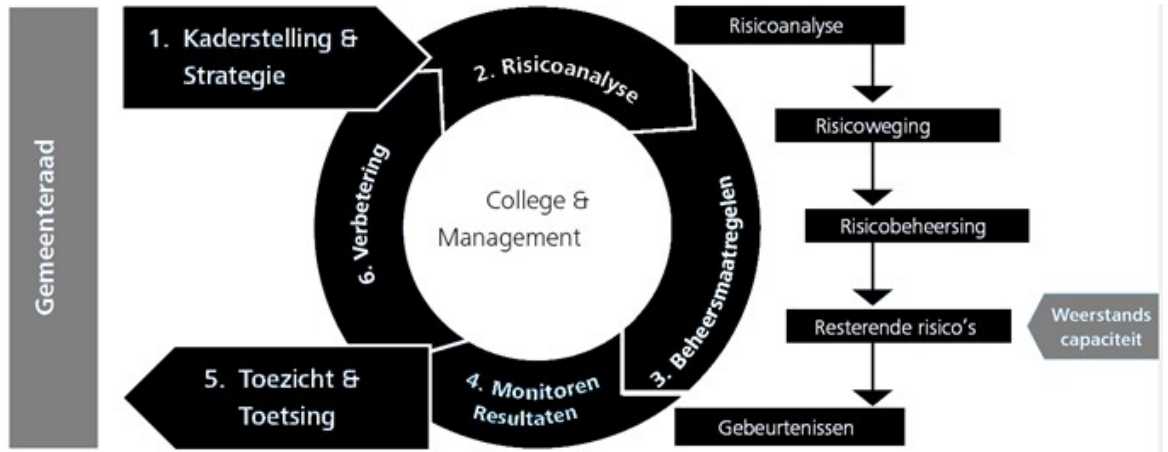 Gemeenteraad
1. Kaderstelling &
Strategie
2. Risicoanalyse
3. Beheersmaatregelen
4. Monitoren
Resultaten
5. Toezicht &
Toetsing
6. Verbetering
College &
Management
Risicoanalyse
Risicoweging
Risicobeheersing
Resterende risico's
Weerstands
capaciteit
Gebeurtenissen